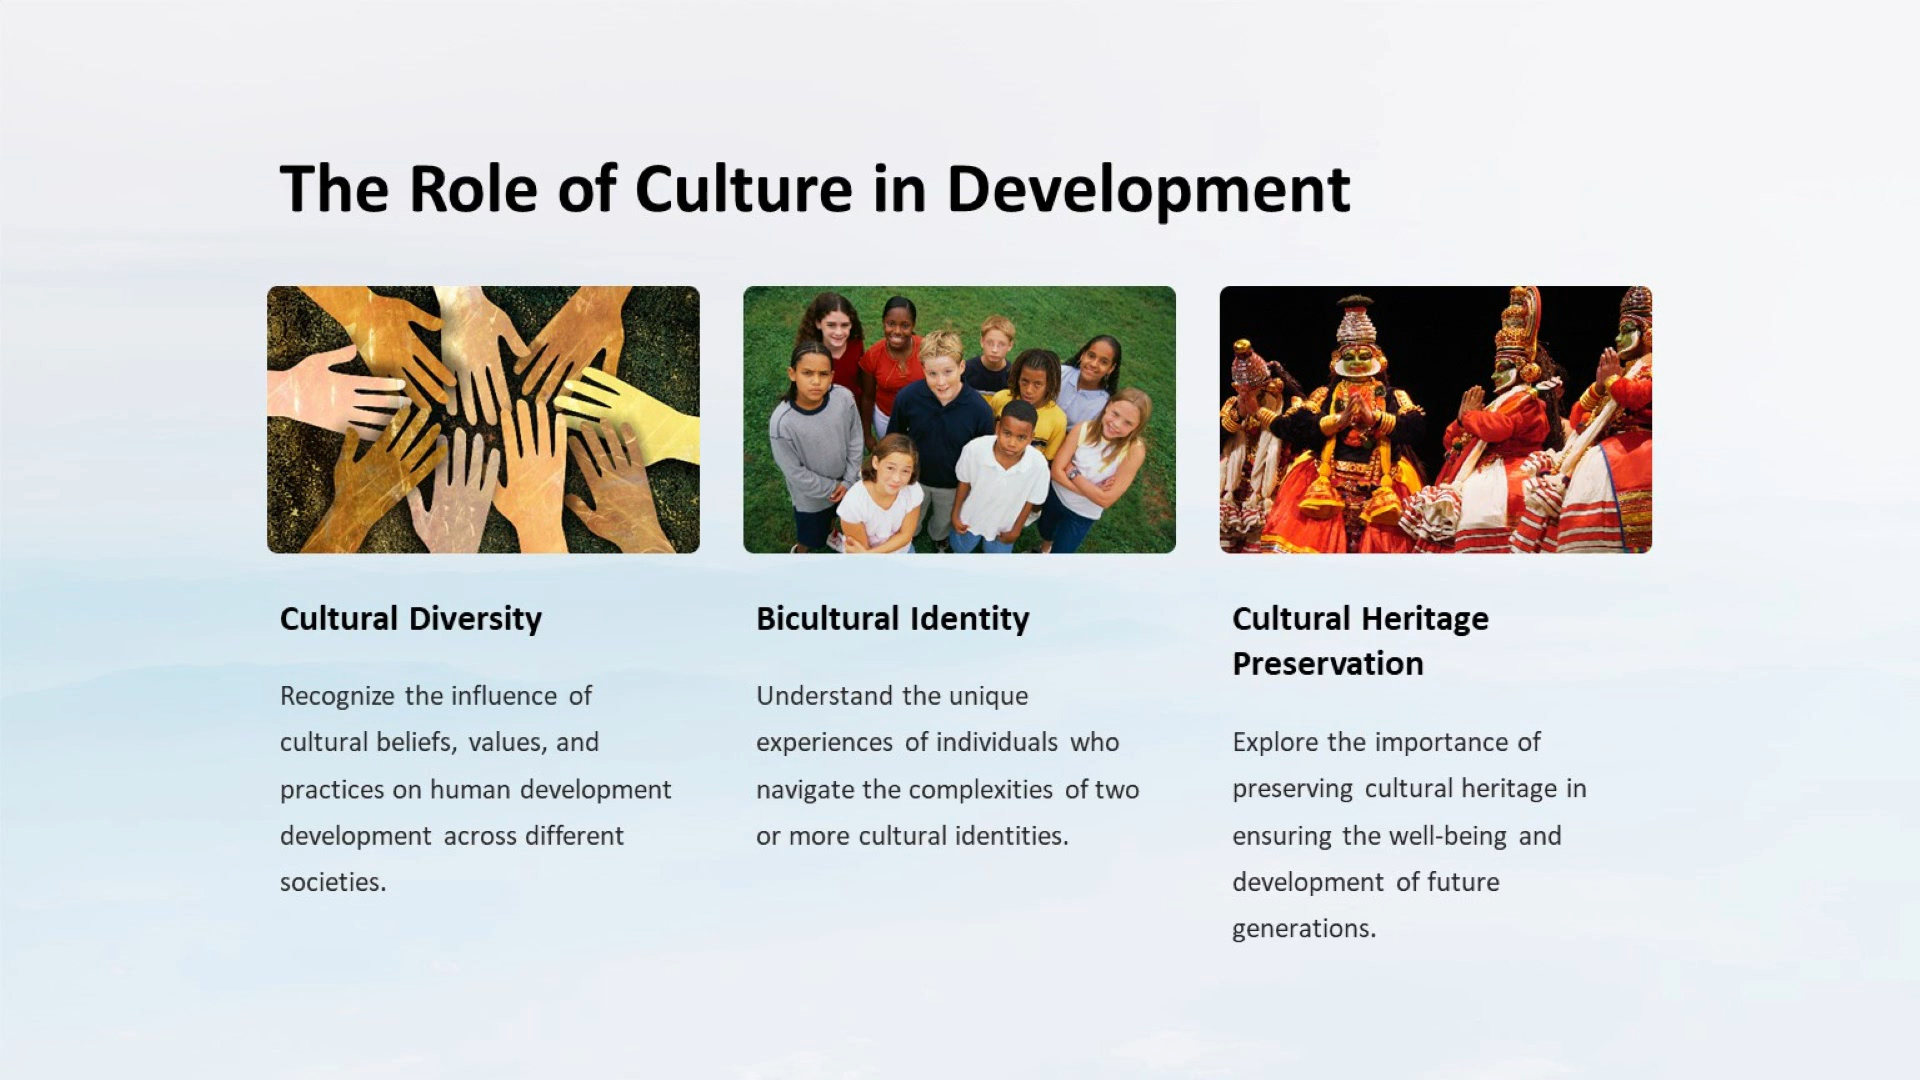 The Role of Culture in Development
Cultural Diversity
Recognize the influence of
cultural beliefs, values, and
practices on human development
development across different
societies.
Bicultural Identity
Understand the unique
experiences of individuals who
navigate the complexities of two
or more cultural identities.
Cultural Heritage
Preservation
Explore the importance of
preserving cultural heritage in
ensuring the well-being and
development of future
generations.